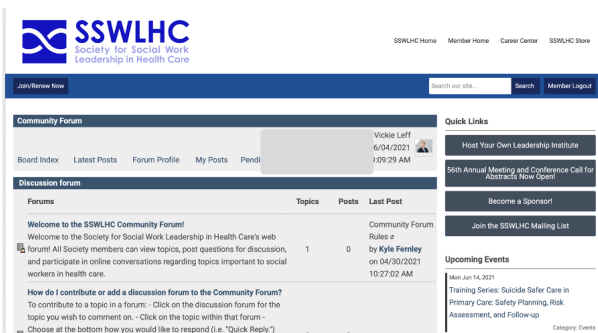 SSWLHC
Society for Social Work
Leadership in Health Care
SSWLHC Home Member Home Career Center SSWLHC Store
Join/Renew Now
Search our site... Search Member Logout
Community Forum
Vickie Leff
6/04/2021
9:09:29 AM
Board Index Latest Posts Forum Profile My Posts Pendi
Discussion forum
Forums Topics Posts Last Post
Welcome to the SSWLHC Community Forum!
Welcome to the Society for Social Work Leadership in Health Care's web
forum! All Society members can view topics, post questions for discussion,
and participate in online conversations regarding topics important to social
workers in health care.
1 0
Community Forum
Rules
by Kyle Fernley
on 04/30/2021
10:27:02 AM
How do I contribute or add a discussion forum to the Community Forum?
To contribute to a topic in a forum: - Click on the discussion forum for the
topic you wish to comment on. - Click on the topic within that forum -
Choose at the bottom how you would like to respond (i.e. "Quick Reply.")
Quick Links
Host Your Own Leadership Institute
56th Annual Meeting and Conference Call for
Abstracts Now Open!
Become a Sponsor!
Join the SSWLHC Mailing List
Upcoming Events
Mon Jun 14, 2021
Training Series: Suicide Safer Care in
Primary Care: Safety Planning, Risk
Assessment, and Follow-up
Category: Events